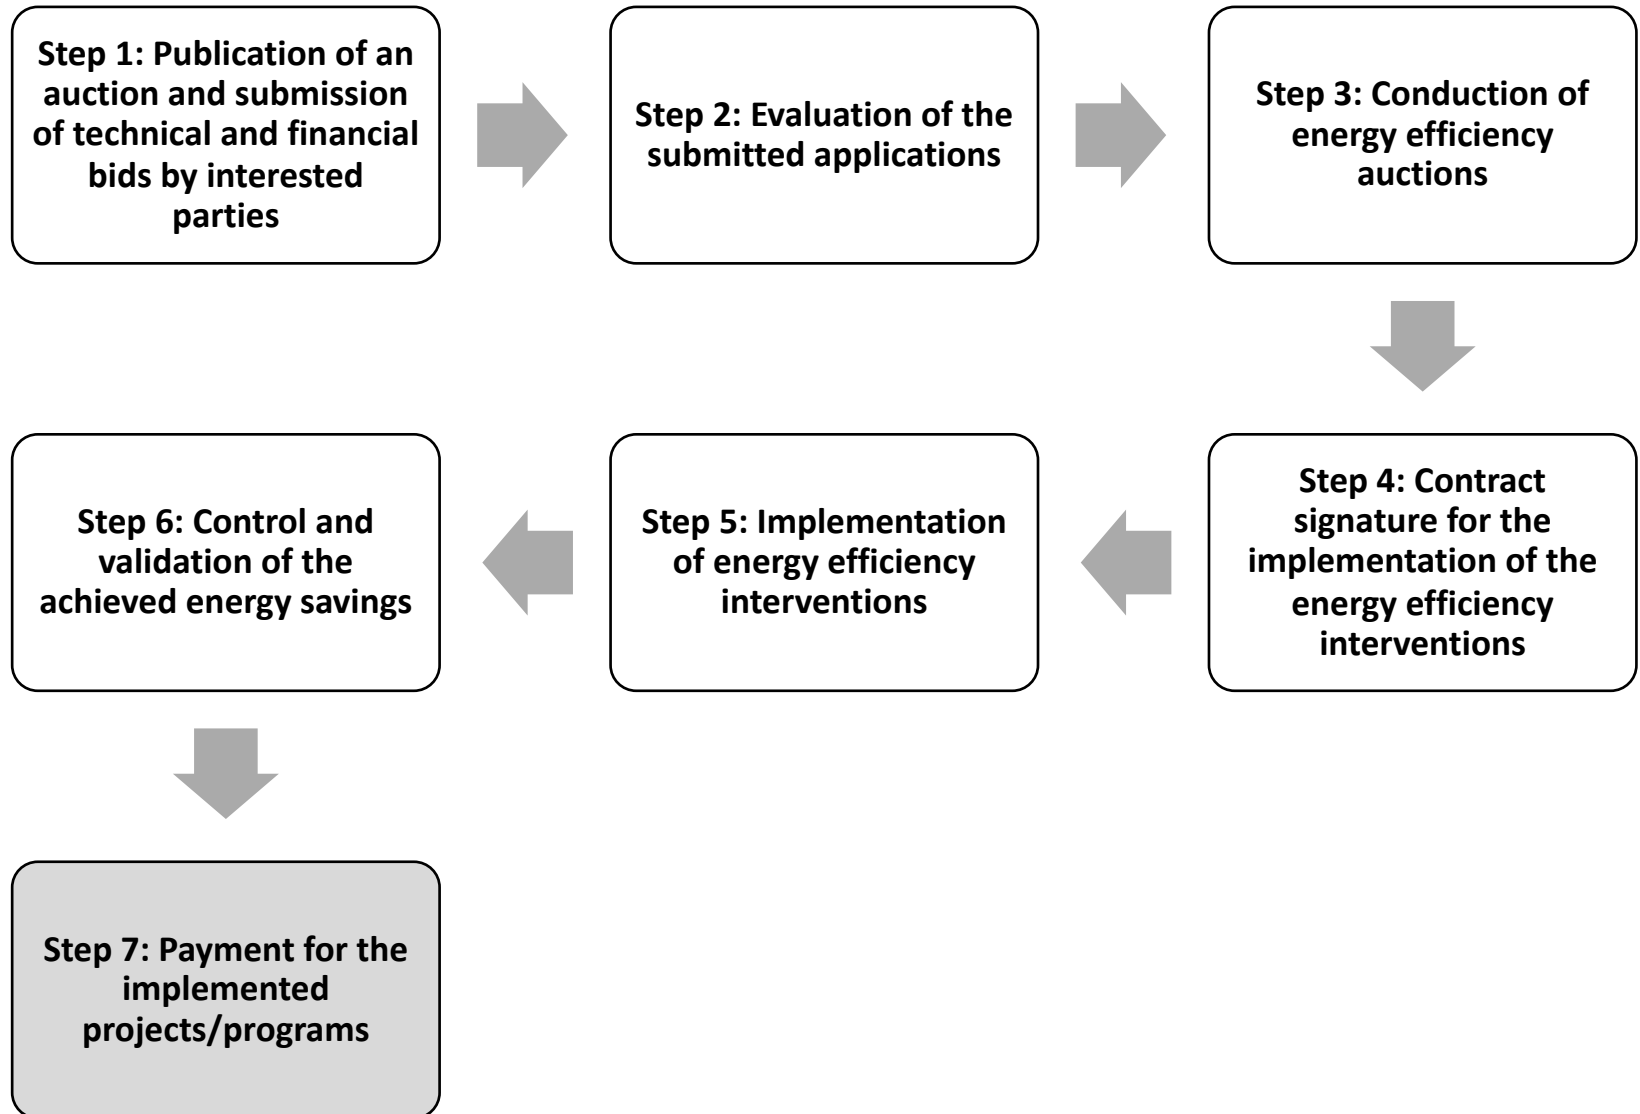 Step 1: Publication of an
auction and submission
of technical and financial
bids by interested
parties
Step 2: Evaluation of the
submitted applications
Step 3: Conduction of
energy efficiency
auctions
Step 4: Contract
signature for the
implementation of the
energy efficiency
interventions
Step 5: Implementation
of energy efficiency
interventions
Step 6: Control and
validation of the
achieved energy savings
Step 7: Payment for the
implemented
projects/programs